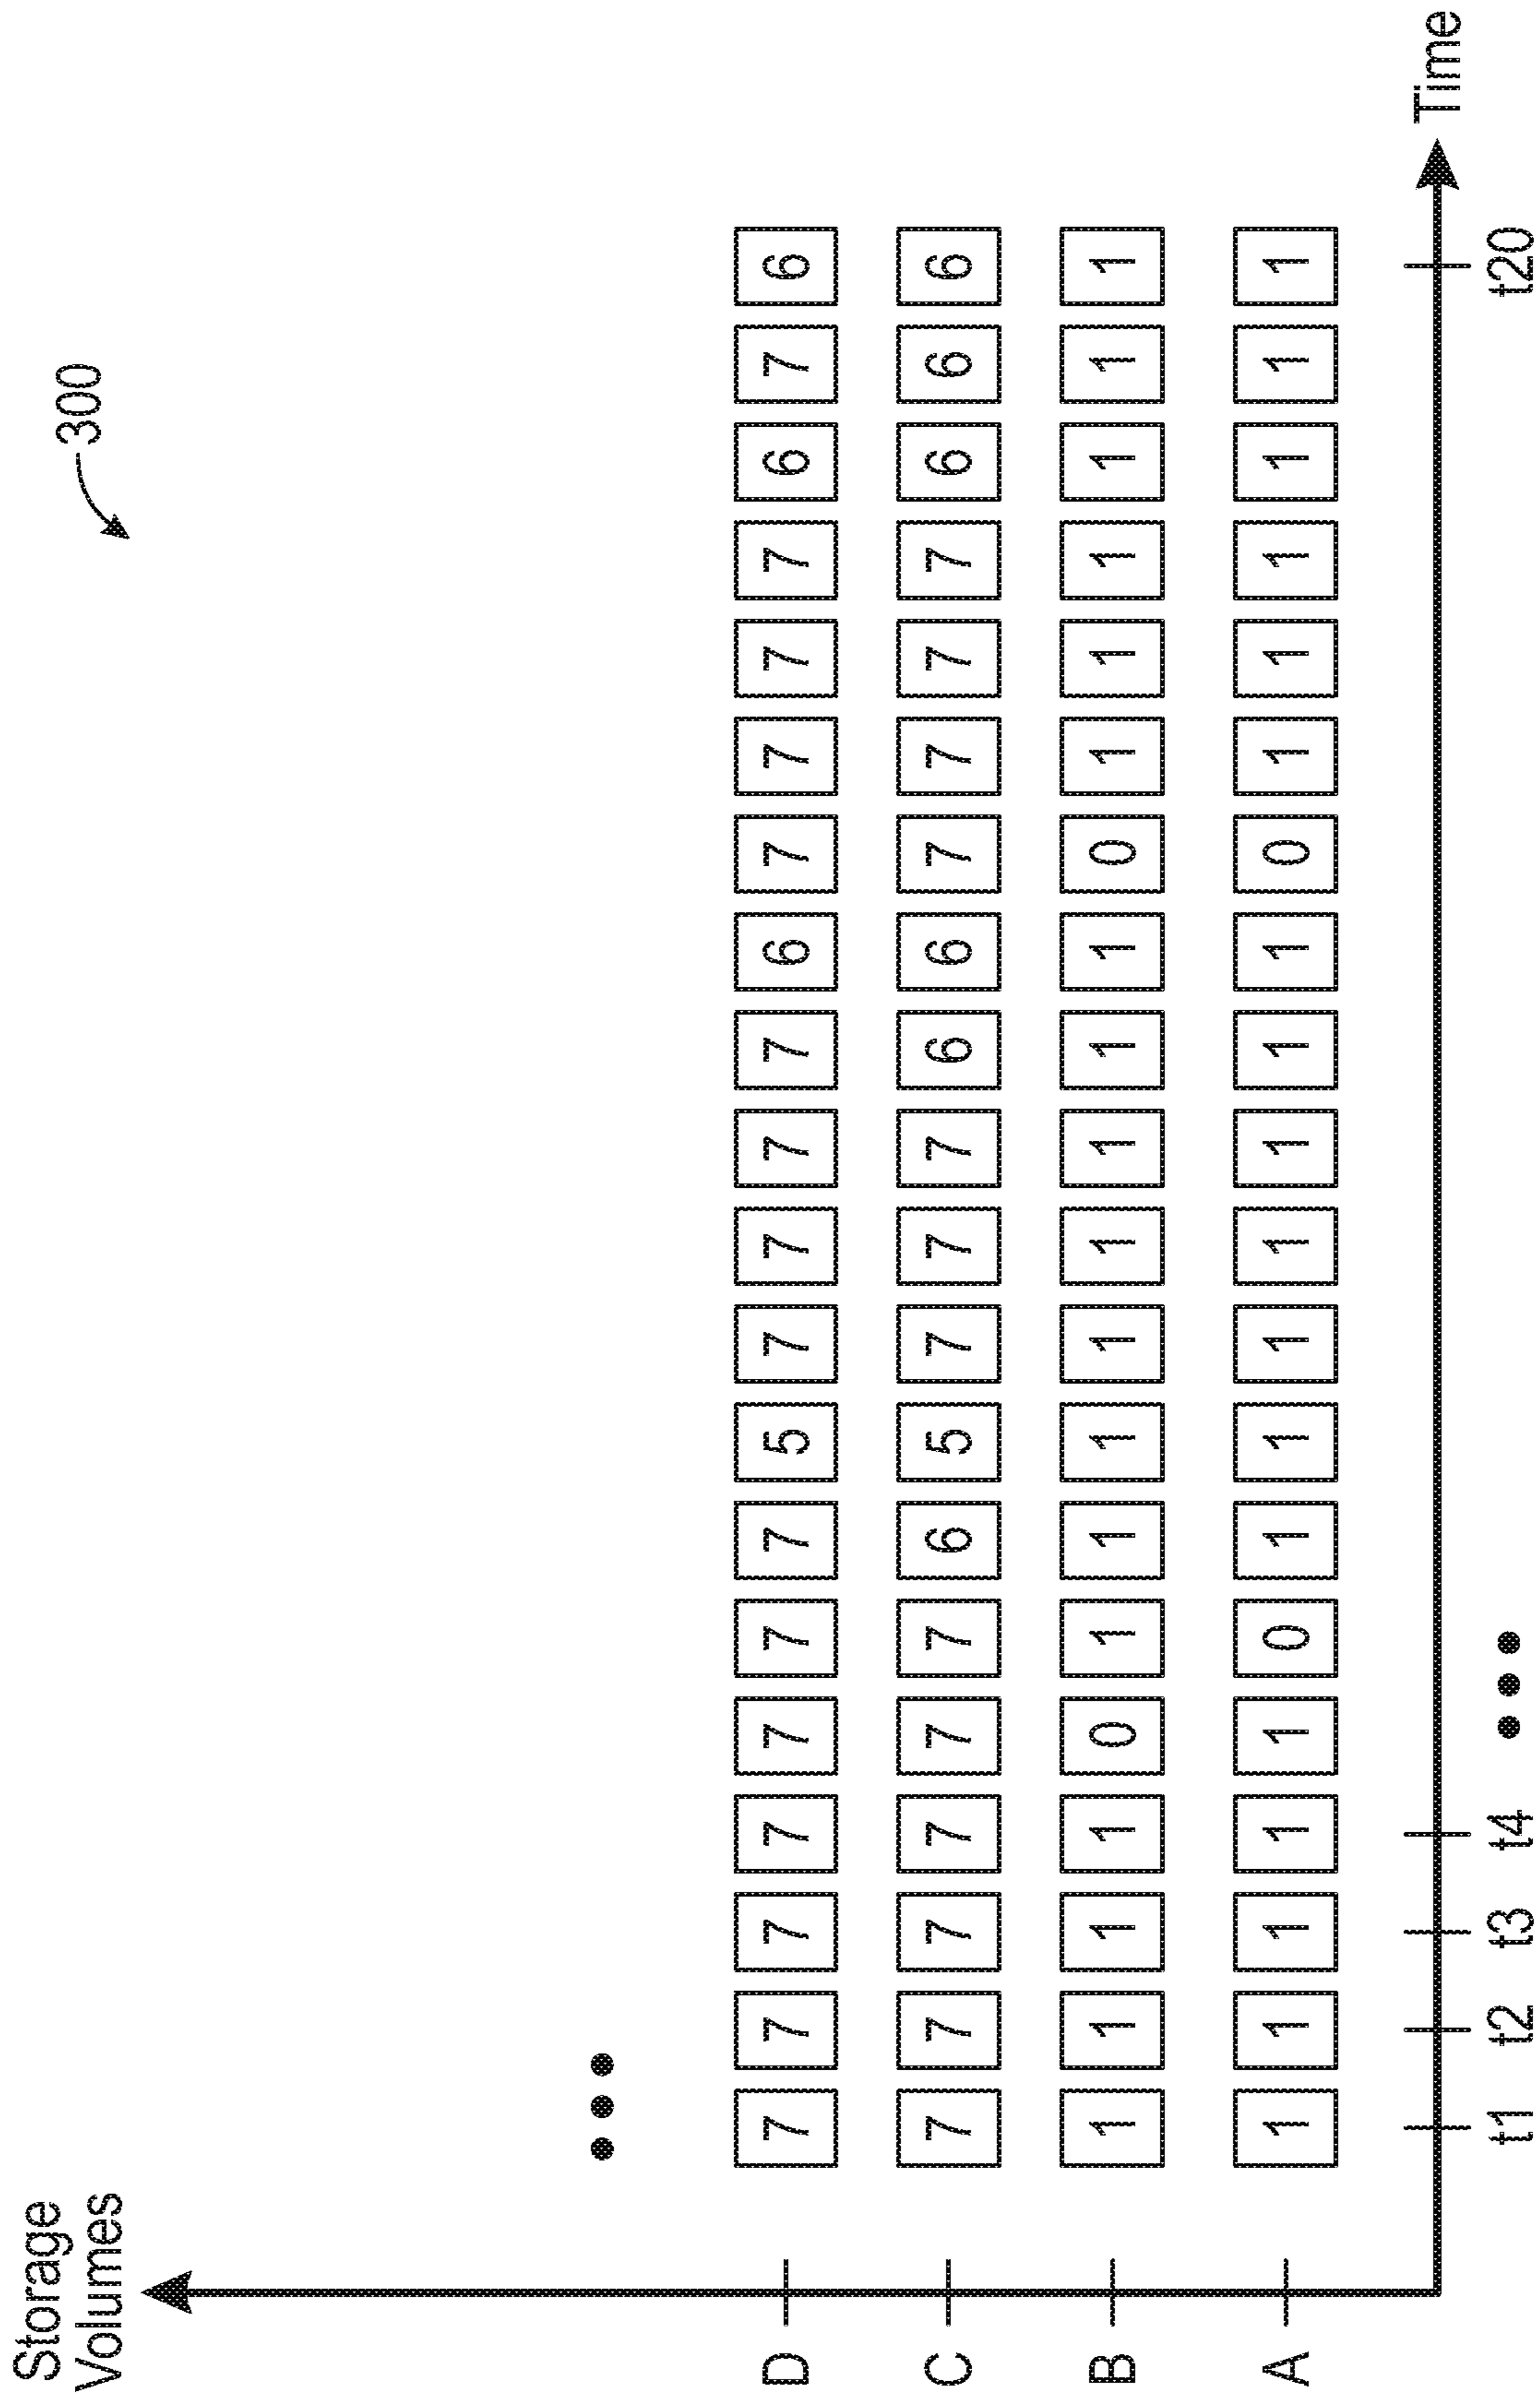 Storage
Volumes
300
D 7 7 7 7 7 7 7 5 7 7 7 7 6 7 7 7 7 6 7 6
C 7 7 7 7 7 7 6 5 7 7 7 6 6 7 7 7 7 6 6 6
B 1 1 1 1 0 1 1 1 1 1 1 1 1 0 1 1 1 1 1 1
A 1 1 1 1 1 0 1 1 1 1 1 1 1 0 1 1 1 1 1 1
Time
t1 t2 t3 t4 ••• t20